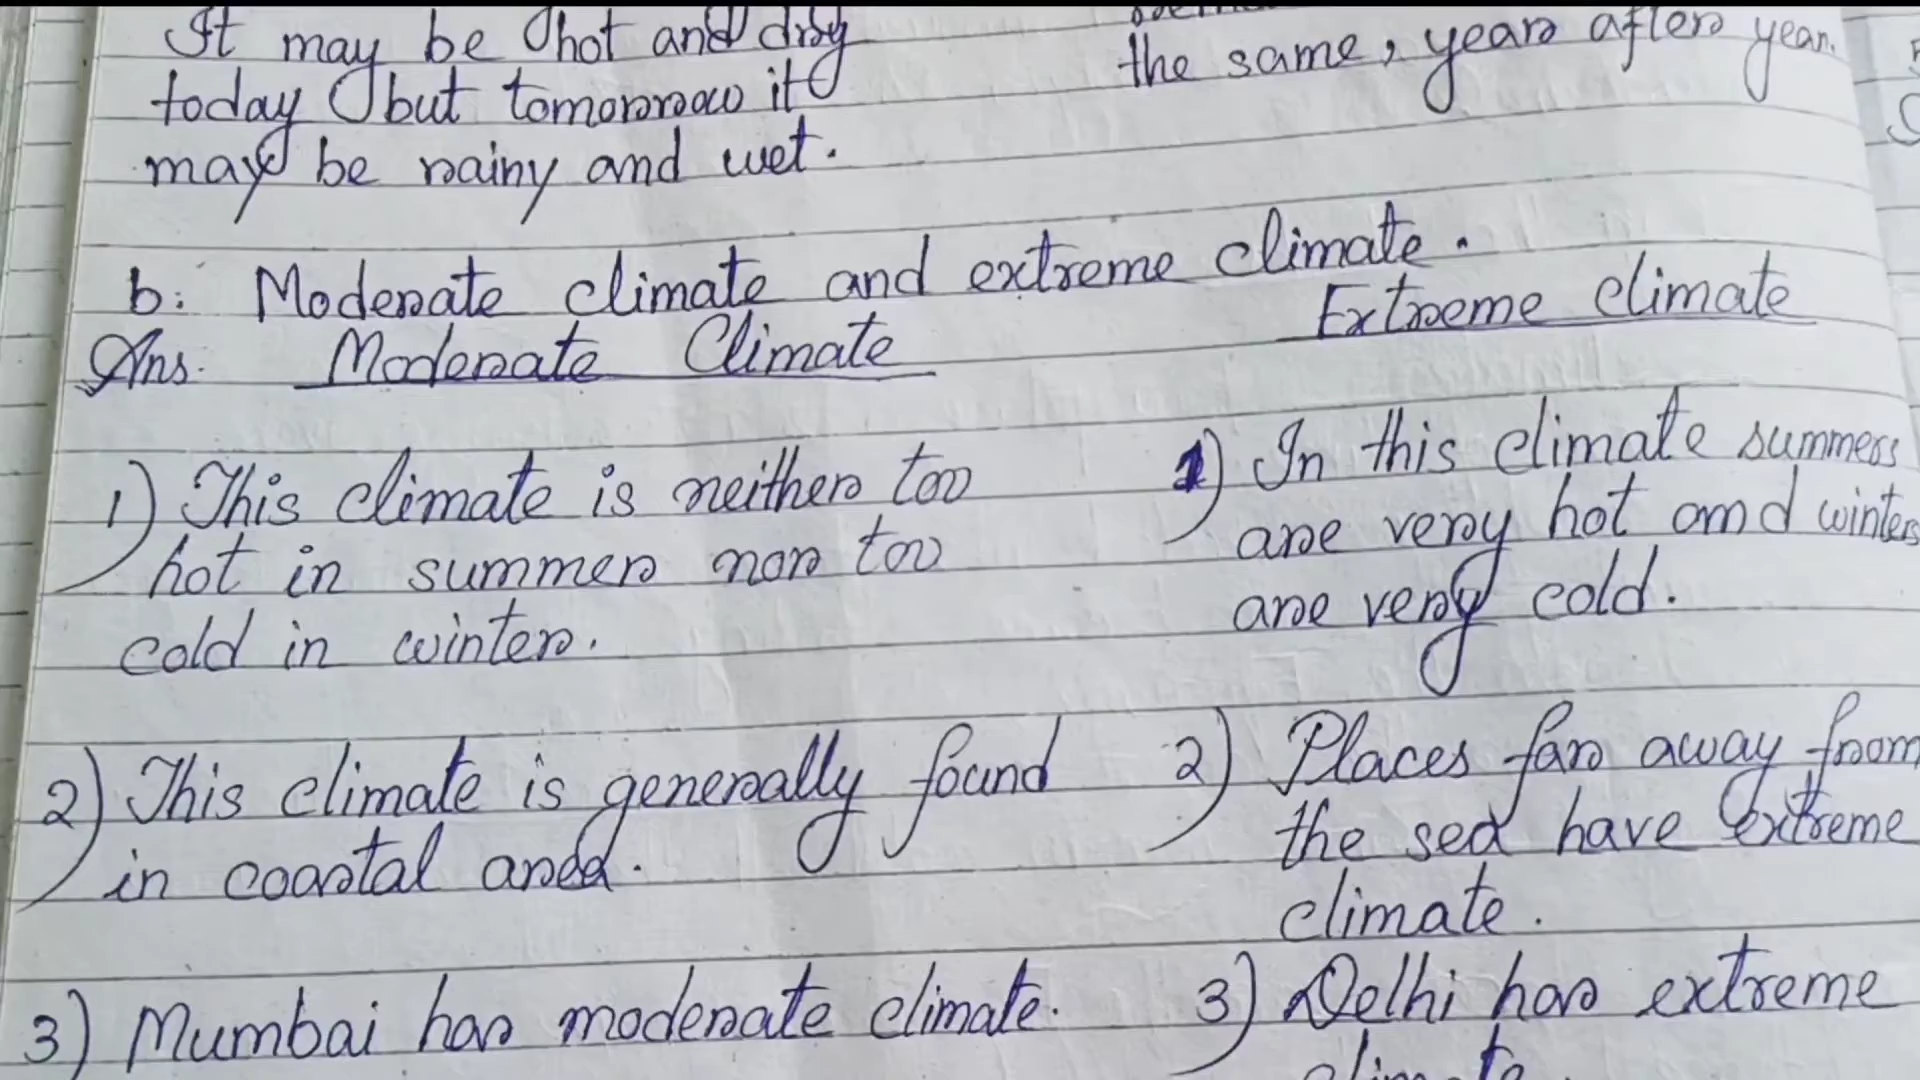 It may be hot and dry
today but tomorrow it
may be rainy and wet.
the same, year after year.
b. Moderate climate and extreme climate.
Ans. Moderate Climate
Extreme climate
1) This climate is neither too
hot in summer nor too
cold in winter.
1) In this climate summers
are very hot and winters
are very cold.
2) This climate is generally found
in coastal area.
2) Places far away from
the sea have extreme
climate.
3) Mumbai has moderate climate.
3) Delhi has extreme
climate